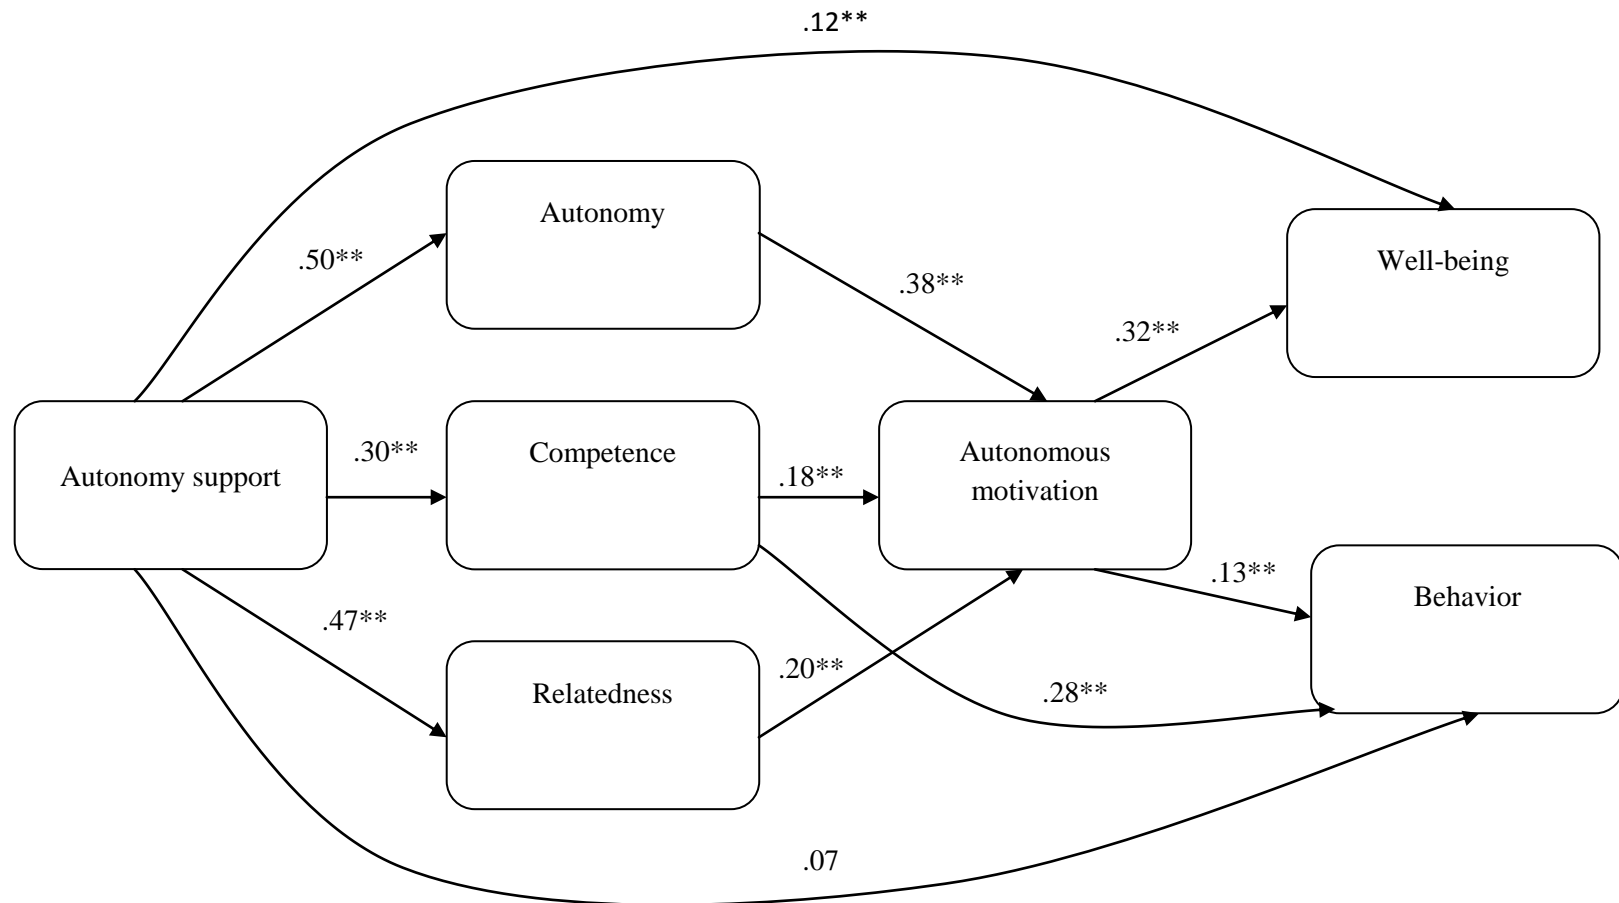 .12**
Autonomy
Well-being
.50**
.38**
.32**
Autonomy support
.30**
Competence
.18**
Autonomous
motivation
.13**
Behavior
.47**
Relatedness
.20**
.28**
.07